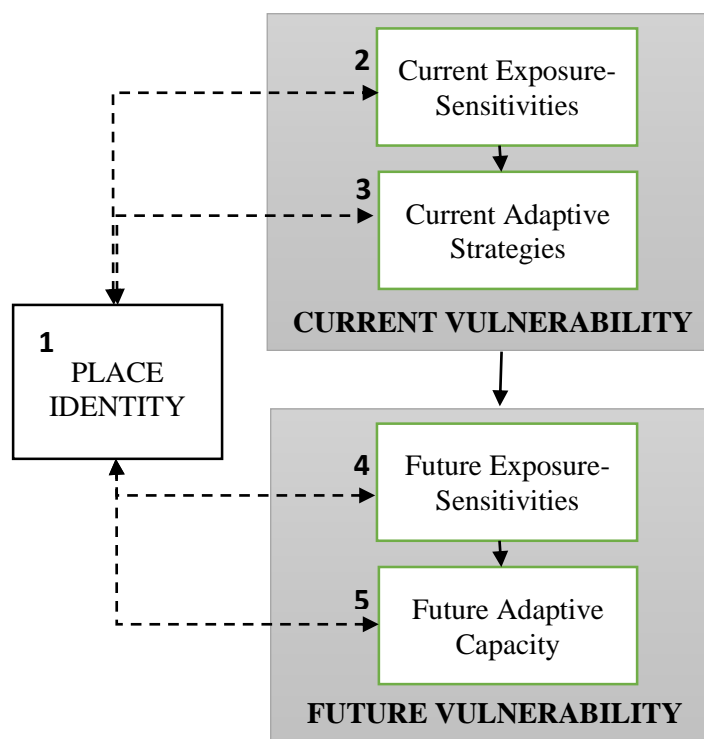 2
Current Exposure-
Sensitivities
3
Current Adaptive
Strategies
CURRENT VULNERABILITY
1
PLACE
IDENTITY
4
Future Exposure-
Sensitivities
5
Future Adaptive
Capacity
FUTURE VULNERABILITY